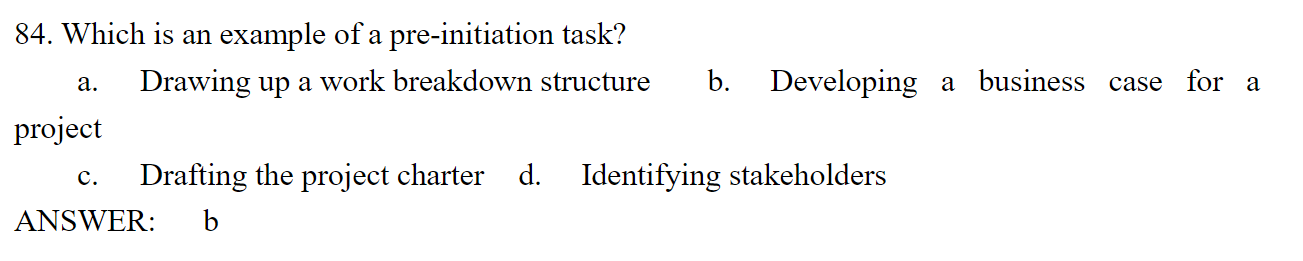 84. Which is an example of a pre-initiation task?
a. Drawing up a work breakdown structure b. Developing a business case for a
project
c. Drafting the project charter d. Identifying stakeholders
ANSWER: b